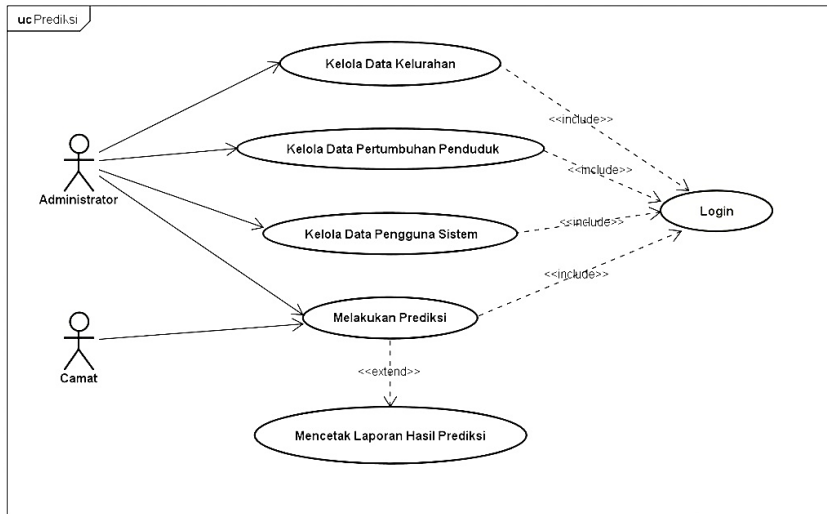 uc Prediksi
Kelola Data Kelurahan
<<include>>
Kelola Data Pertumbuhan Penduduk
<<include>>
Administrator
Login
Kelola Data Pengguna Sistem
<<include>>
<<include>>
Melakukan Prediksi
Camat
<<extend>>
Mencetak Laporan Hasil Prediksi